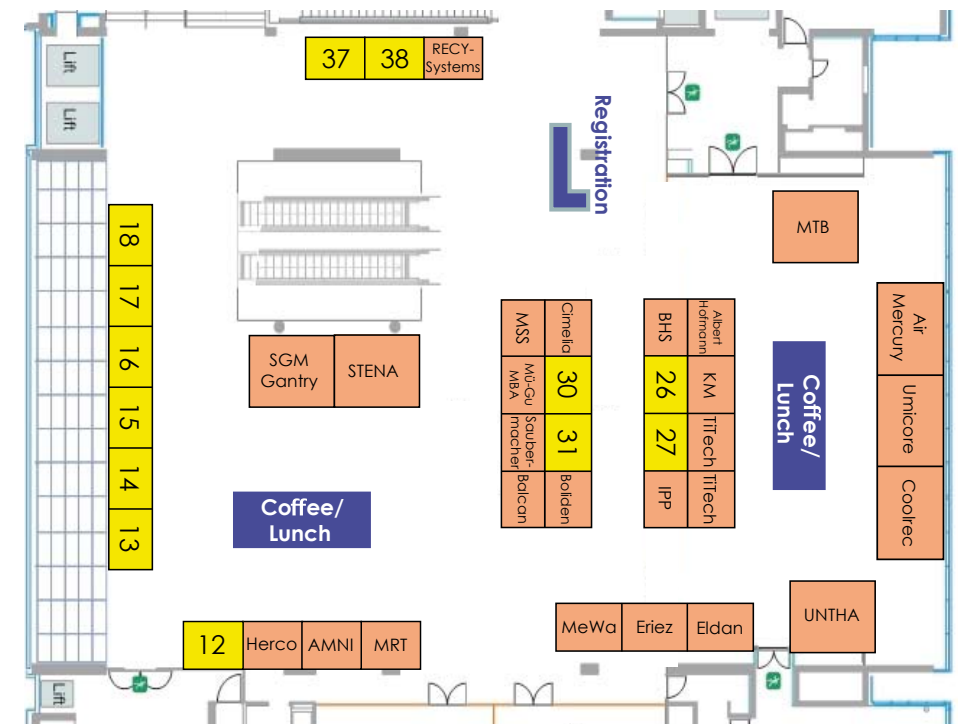 37
38
RECY-
Systems
Lift
Lift
Registration
MTB
18
17
16
15
14
13
SGM
Gantry
STENA
MSS
Cimelia
Mü-Gu
MBA
30
Sauber-
macher
31
Balcan
Boliden
BHS
Albert
Hofmann
26
KM
27
TiTech
IPP
TiTech
Coffee/
Lunch
Air
Mercury
Umicore
Coolrec
Coffee/
Lunch
12
Herco
AMNI
MRT
MeWa
Eriez
Eldan
UNTHA
Lift